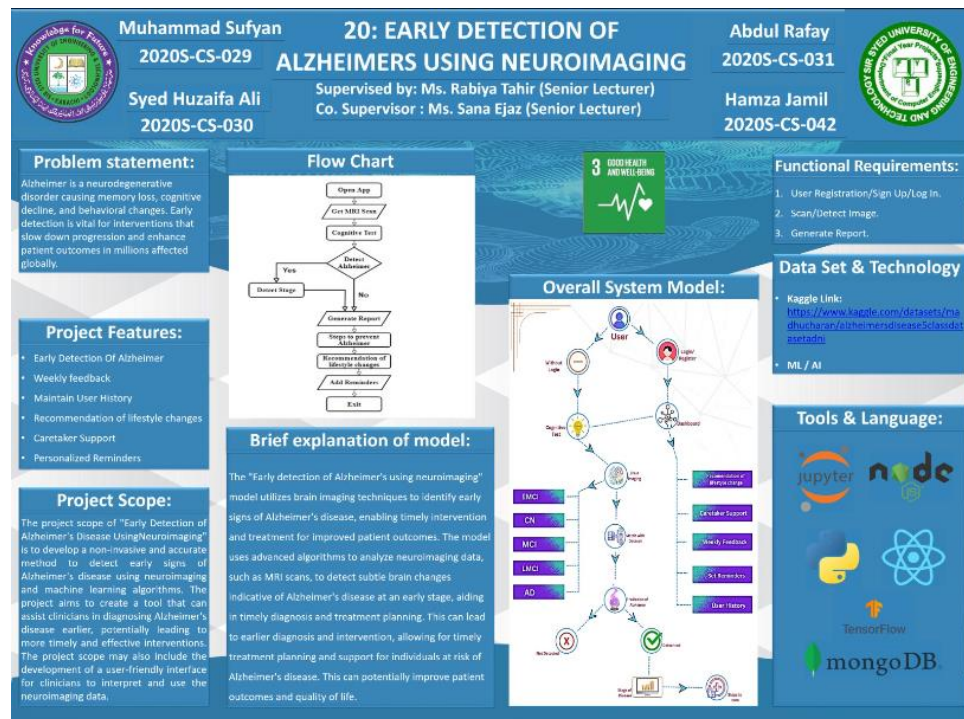 Muhammad Sufyan
2020S-CS-029
Syed Huzaifa Ali
2020S-CS-030
20: EARLY DETECTION OF
ALZHEIMERS USING NEUROIMAGING
Supervised by: Ms. Rabiya Tahir (Senior Lecturer)
Co. Supervisor : Ms. Sana Ejaz (Senior Lecturer)
Abdul Rafay
2020S-CS-031
Hamza Jamil
2020S-CS-042
Problem statement:
Alzheimer is a neurodegenerative
disorder causing memory loss, cognitive
decline, and behavioral changes. Early
detection is vital for interventions that
slow down progression and enhance
patient outcomes in millions affected
globally.
Project Features:
• Early Detection Of Alzheimer
• Weekly feedback
• Maintain User History
• Recommendation of lifestyle changes
• Caretaker Support
• Personalized Reminders
Project Scope:
The project scope of "Early Detection of
Alzheimer's Disease UsingNeuroimaging"
is to develop a non-invasive and accurate
method to detect early signs of
Alzheimer's disease using neuroimaging
and machine learning algorithms. The
project aims to create a tool that can
assist clinicians in diagnosing Alzheimer's
disease earlier, potentially leading to
more timely and effective interventions.
The project scope may also include the
development of a user-friendly interface
for clinicians to interpret and use the
neuroimaging data.
Flow Chart
Open App
Get MRI Scan
Cognitive Test
Detect
Alzheimer
Yes
No
Detect Stage
Generate Report
Steps to prevent
Alzheimer
Recommendation of
lifestyle changes
Add Reminders
Exit
Brief explanation of model:
The "Early detection of Alzheimer's using neuroimaging"
model utilizes brain imaging techniques to identify early
signs of Alzheimer's disease, enabling timely intervention
and treatment for improved patient outcomes. The model
uses advanced algorithms to analyze neuroimaging data,
such as MRI scans, to detect subtle brain changes
indicative of Alzheimer's disease at an early stage, aiding
in timely diagnosis and treatment planning. This can lead
to earlier diagnosis and intervention, allowing for timely
treatment planning and support for individuals at risk of
Alzheimer's disease. This can potentially improve patient
outcomes and quality of life.
3 GOOD HEALTH
AND WELL-BEING
Overall System Model:
User
Without
Login
Login/
Register
Cognitive
Test
Dashboard
EMCI
CN
MCI
LMCI
AD
lifestyle change
Caretaker Support
Weekly Feedback
Set Reminders
User History
Functional Requirements:
1. User Registration/Sign Up/Log In.
2. Scan/Detect Image.
3. Generate Report.
Data Set & Technology
• Kaggle Link:
https://www.kaggle.com/datasets/ma
dhucharan/alzheimersdisease5classdat
asetadni
• ML / AI
Tools & Language:
jupyter
node
JS
TensorFlow
mongoDB.